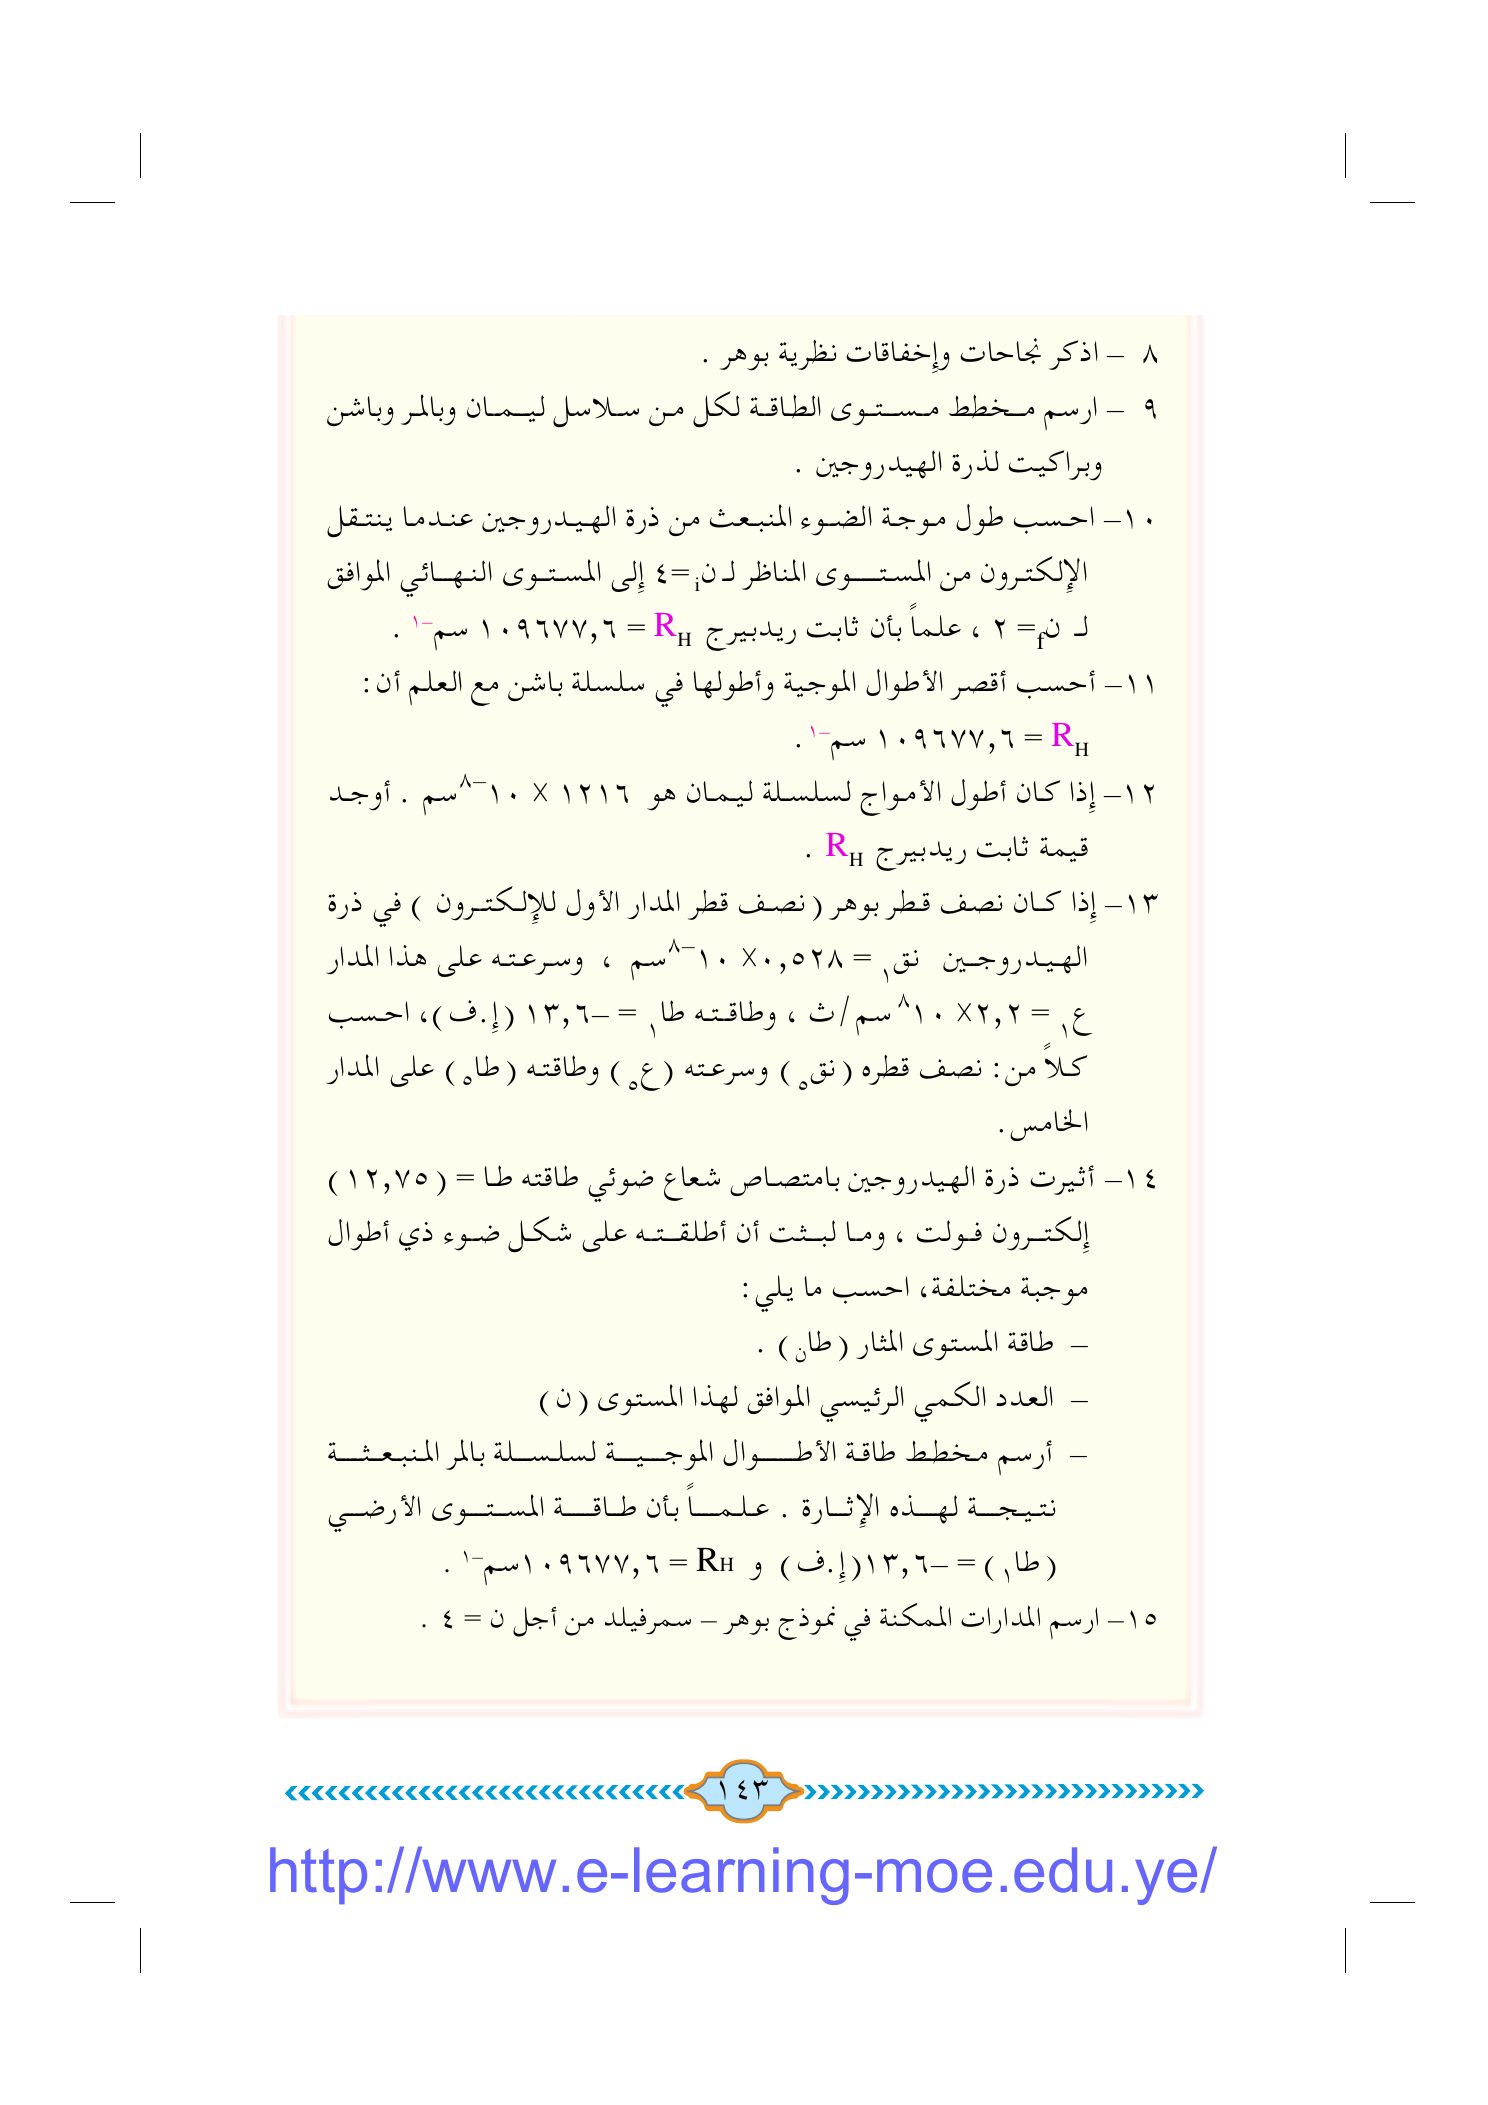 ٨ – اذكر نجاحات وإخفاقات نظرية بوهر .
٩ – ارسم مخطط مستوى الطاقة لكل من سلاسل ليمان وبالمر وباشن
وبراكيت لذرة الهيدروجين .
١٠– احسب طول موجة الضوء المنبعث من ذرة الهيدروجين عندما ينتقل
الإلكترون من المستوى المناظر لـ نi=٤ إلى المستوى النهائي الموافق
لـ نf= ٢ ، علماً بأن ثابت ريدبيرج RH = ١٠٩٦٧٧,٦ سم–١ .
١١– أحسب أقصر الأطوال الموجية وأطولها في سلسلة باشن مع العلم أن :
RH = ١٠٩٦٧٧,٦ سم–١ .
١٢– إذا كان أطول الأمواج لسلسلة ليمان هو ١٢١٦ × ١٠–٨سم . أوجد
قيمة ثابت ريدبيرج RH .
١٣– إذا كان نصف قطر بوهر ( نصف قطر المدار الأول للإلكترون ) في ذرة
الهيدروجين نق١ = ٠,٥٢٨× ١٠–٨سم ، وسرعته على هذا المدار
ع١ = ٢,٢× ١٠٨ سم/ث ، وطاقته طا١ = –١٣,٦ (إ.ف)، احسب
كلاً من : نصف قطره ( نق٥ ) وسرعته ( ع٥ ) وطاقته ( طا٥ ) على المدار
الخامس .
١٤– أثيرت ذرة الهيدروجين بامتصاص شعاع ضوئي طاقته طا = ( ١٢,٧٥ )
إلكترون فولت ، وما لبثت أن أطلقته على شكل ضوء ذي أطوال
موجبة مختلفة، احسب ما يلي :
– طاقة المستوى المثار ( طان ) .
– العدد الكمي الرئيسي الموافق لهذا المستوى ( ن )
– أرسم مخطط طاقة الأطوال الموجية لسلسلة بالمر المنبعثة
نتيجة لهذه الإثارة . علماً بأن طاقة المستوى الأرضي
( طا١ ) = –١٣,٦(إ.ف) و RH = ١٠٩٦٧٧,٦سم–١ .
١٥– ارسم المدارات الممكنة في نموذج بوهر – سمرفيلد من أجل ن = ٤ .
١٤٣
http://www.e-learning-moe.edu.ye/